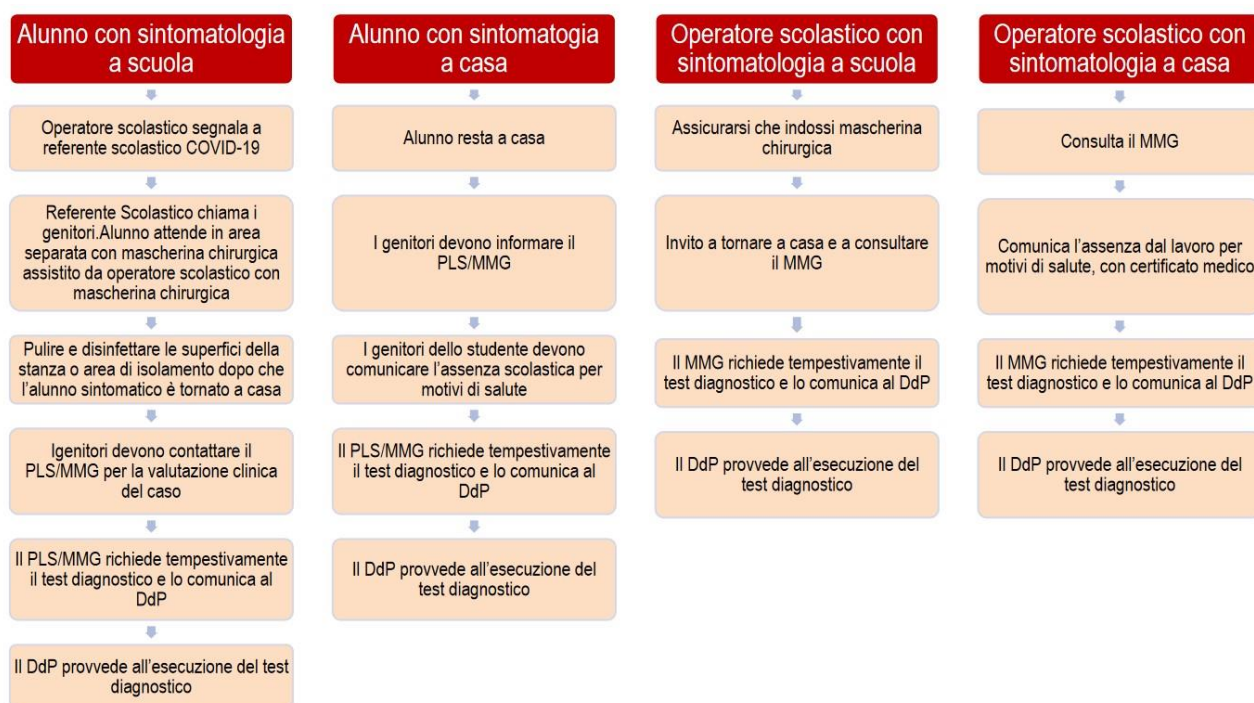 Alunno con sintomatologia
a scuola
Operatore scolastico segnala a
referente scolastico COVID-19
Referente Scolastico chiama i
genitori.Alunno attende in area
separata con mascherina chirurgica
assistito da operatore scolastico con
mascherina chirurgica
Pulire e disinfettare le superfici della
stanza o area di isolamento dopo che
l'alunno sintomatico è tornato a casa
Igenitori devono contattare il
PLS/MMG per la valutazione clinica
del caso
Il PLS/MMG richiede tempestivamente
il test diagnostico e lo comunica al
DdP
Il DdP provvede all'esecuzione del test
diagnostico
Alunno con sintomatogia
a casa
Alunno resta a casa
I genitori devono informare il
PLS/MMG
I genitori dello studente devono
comunicare l'assenza scolastica per
motivi di salute
Il PLS/MMG richiede tempestivamente
il test diagnostico e lo comunica al
DdP
Il DdP provvede all'esecuzione del
test diagnostico
Operatore scolastico con
sintomatologia a scuola
Assicurarsi che indossi mascherina
chirurgica
Invito a tornare a casa e a consultare
il MMG
Il MMG richiede tempestivamente il
test diagnostico e lo comunica al DdP
Il DdP provvede all'esecuzione del
test diagnostico
Operatore scolastico con
sintomatologia a casa
Consulta il MMG
Comunica l'assenza dal lavoro per
motivi di salute, con certificato medico
Il MMG richiede tempestivamente il
test diagnostico e lo comunica al DdP
Il DdP provvede all'esecuzione del
test diagnostico